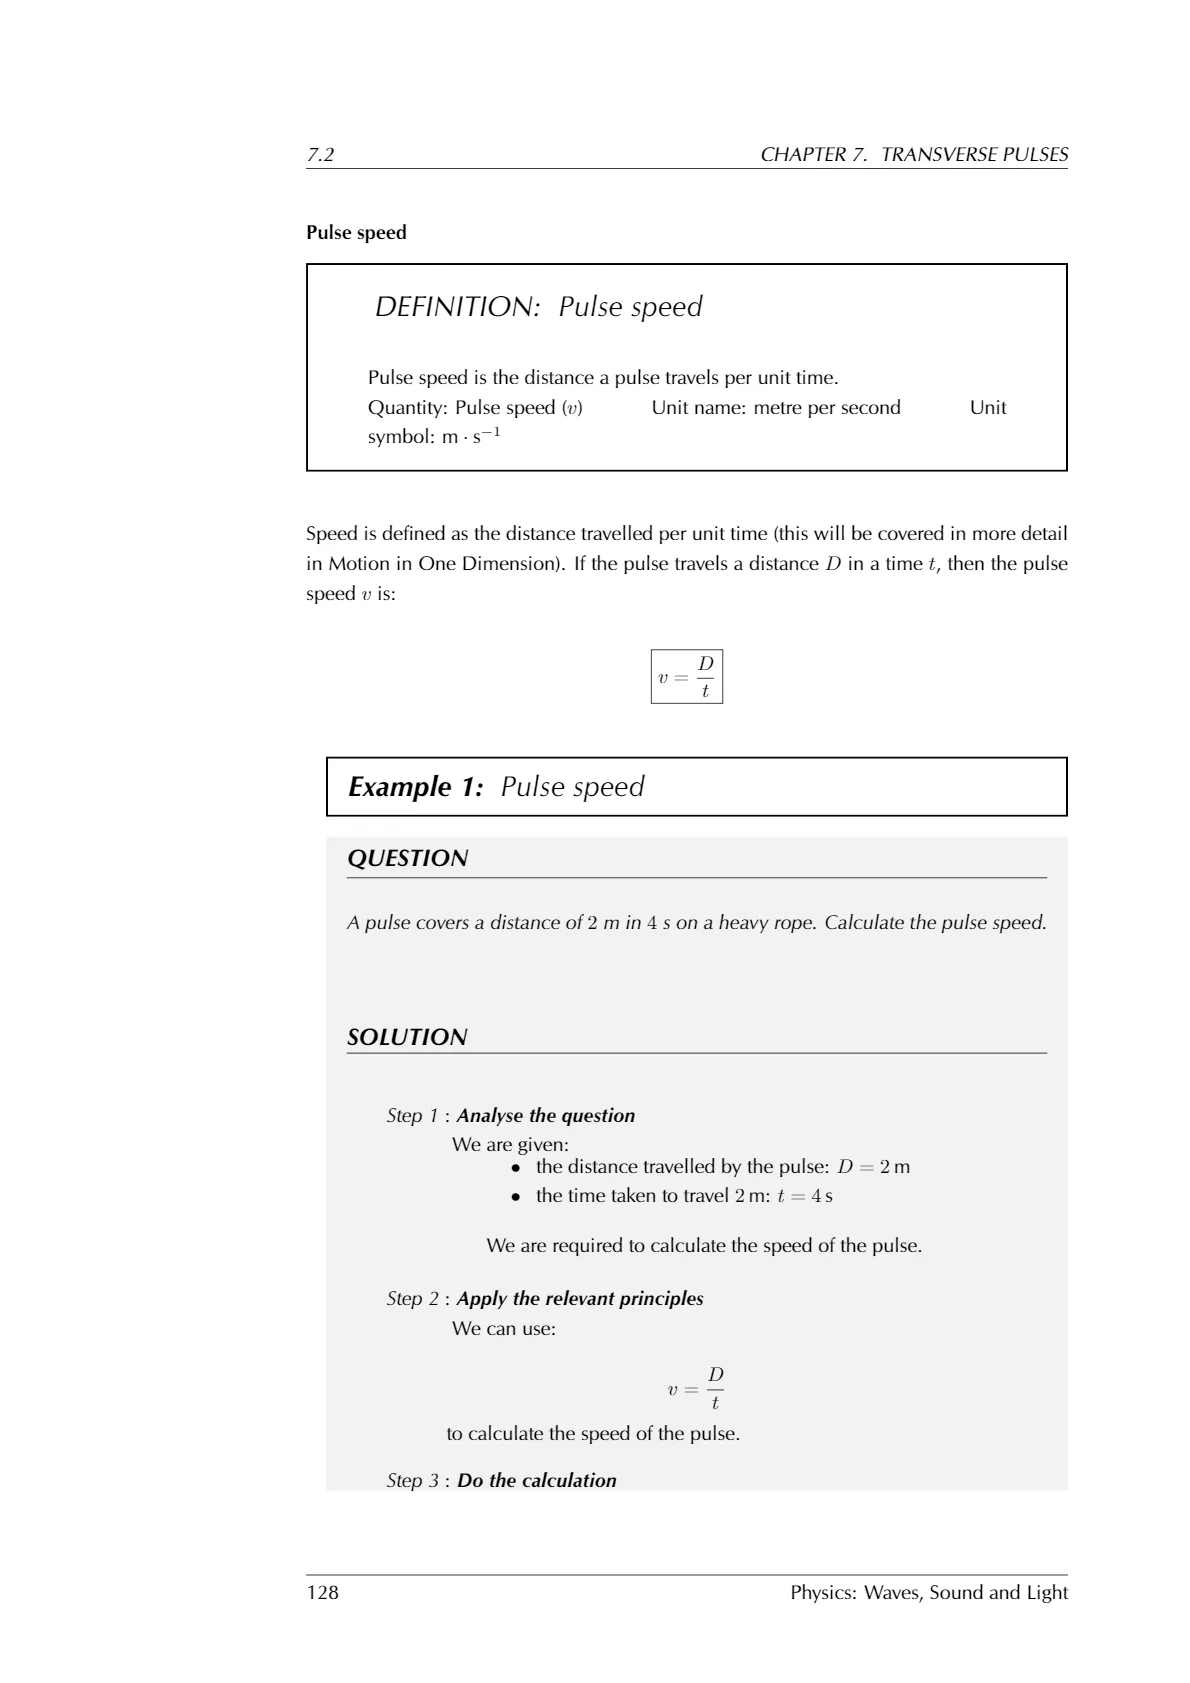 7.2 CHAPTER 7. TRANSVERSE PULSES
Pulse speed
DEFINITION: Pulse speed
Pulse speed is the distance a pulse travels per unit time.
Quantity: Pulse speed (v) Unit name: metre per second Unit
symbol: m · s⁻¹
Speed is defined as the distance travelled per unit time (this will be covered in more detail
in Motion in One Dimension). If the pulse travels a distance D in a time t, then the pulse
speed v is:
v = D/t
Example 1: Pulse speed
QUESTION
A pulse covers a distance of 2 m in 4 s on a heavy rope. Calculate the pulse speed.
SOLUTION
Step 1 : Analyse the question
We are given:
• the distance travelled by the pulse: D = 2 m
• the time taken to travel 2 m: t = 4 s
We are required to calculate the speed of the pulse.
Step 2 : Apply the relevant principles
We can use:
v = D/t
to calculate the speed of the pulse.
Step 3 : Do the calculation
128 Physics: Waves, Sound and Light